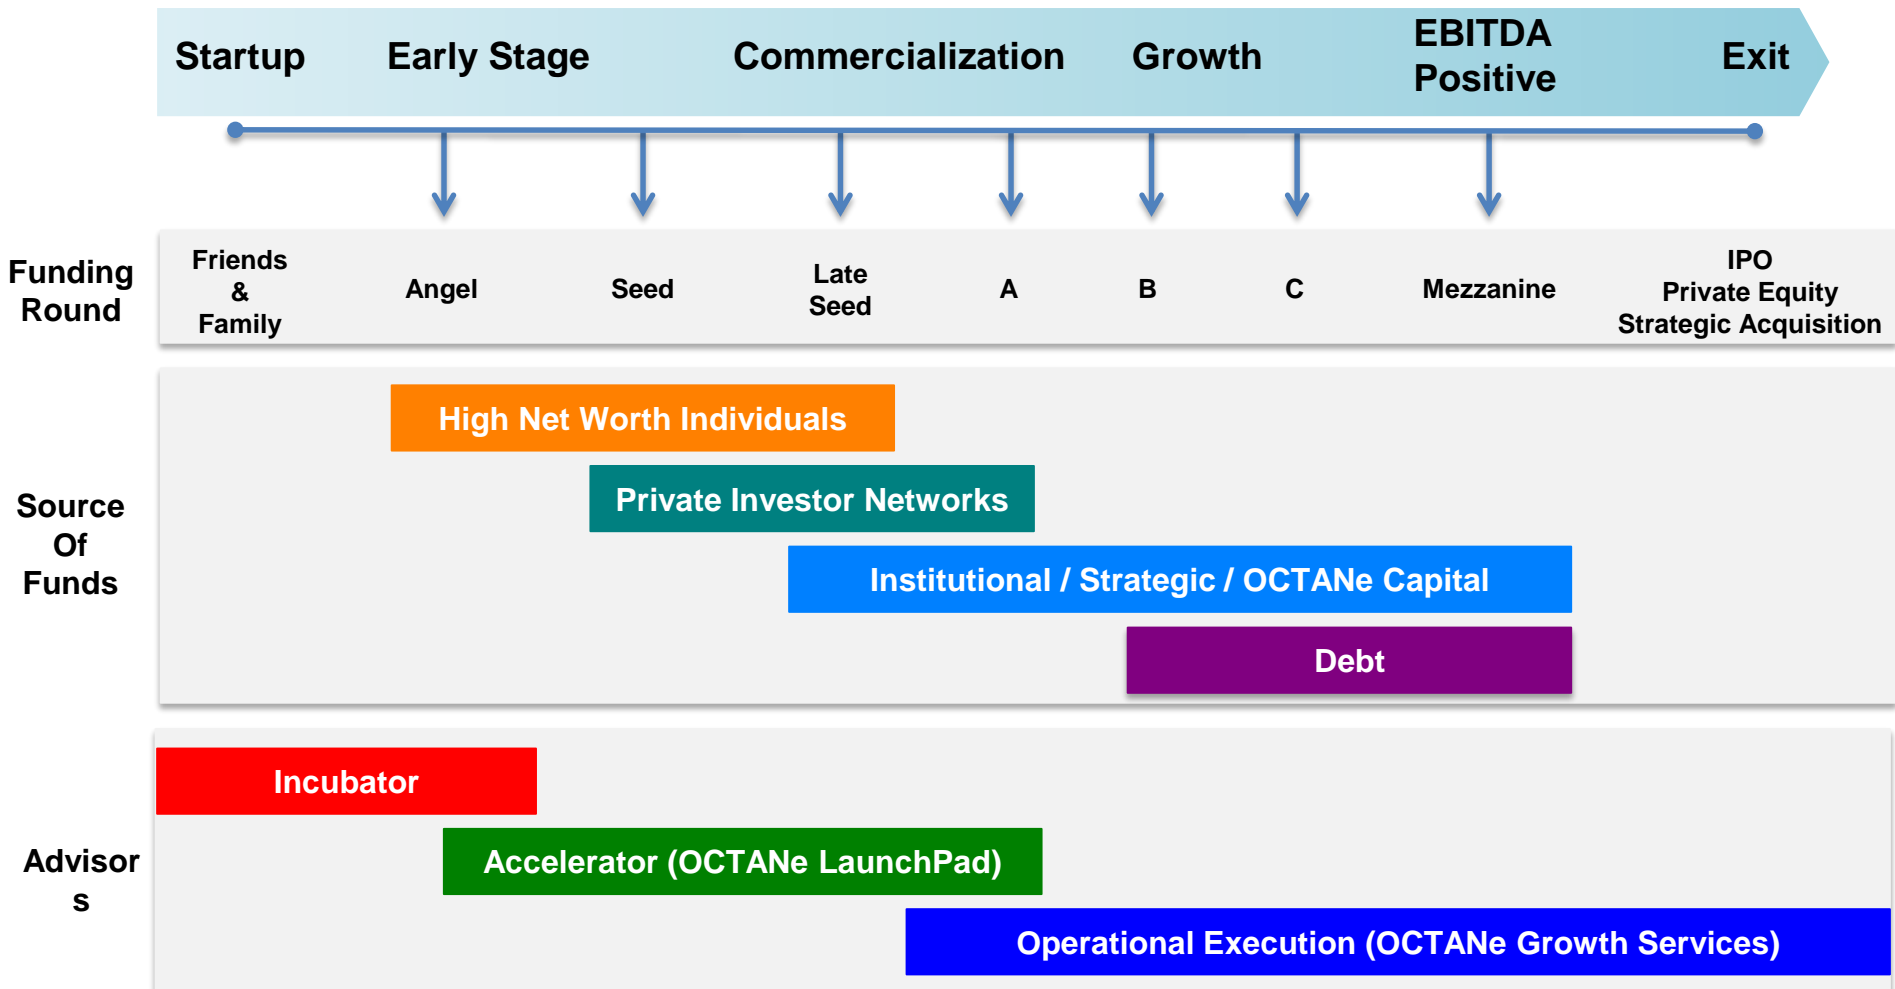 Startup
Early Stage
Commercialization
Growth
EBITDA
Positive
Exit
Funding
Round
Friends
&
Family
Angel
Seed
Late
Seed
A
B
C
Mezzanine
IPO
Private Equity
Strategic Acquisition
Source
Of
Funds
High Net Worth Individuals
Private Investor Networks
Institutional / Strategic / OCTANe Capital
Debt
Advisor
s
Incubator
Accelerator (OCTANe LaunchPad)
Operational Execution (OCTANe Growth Services)